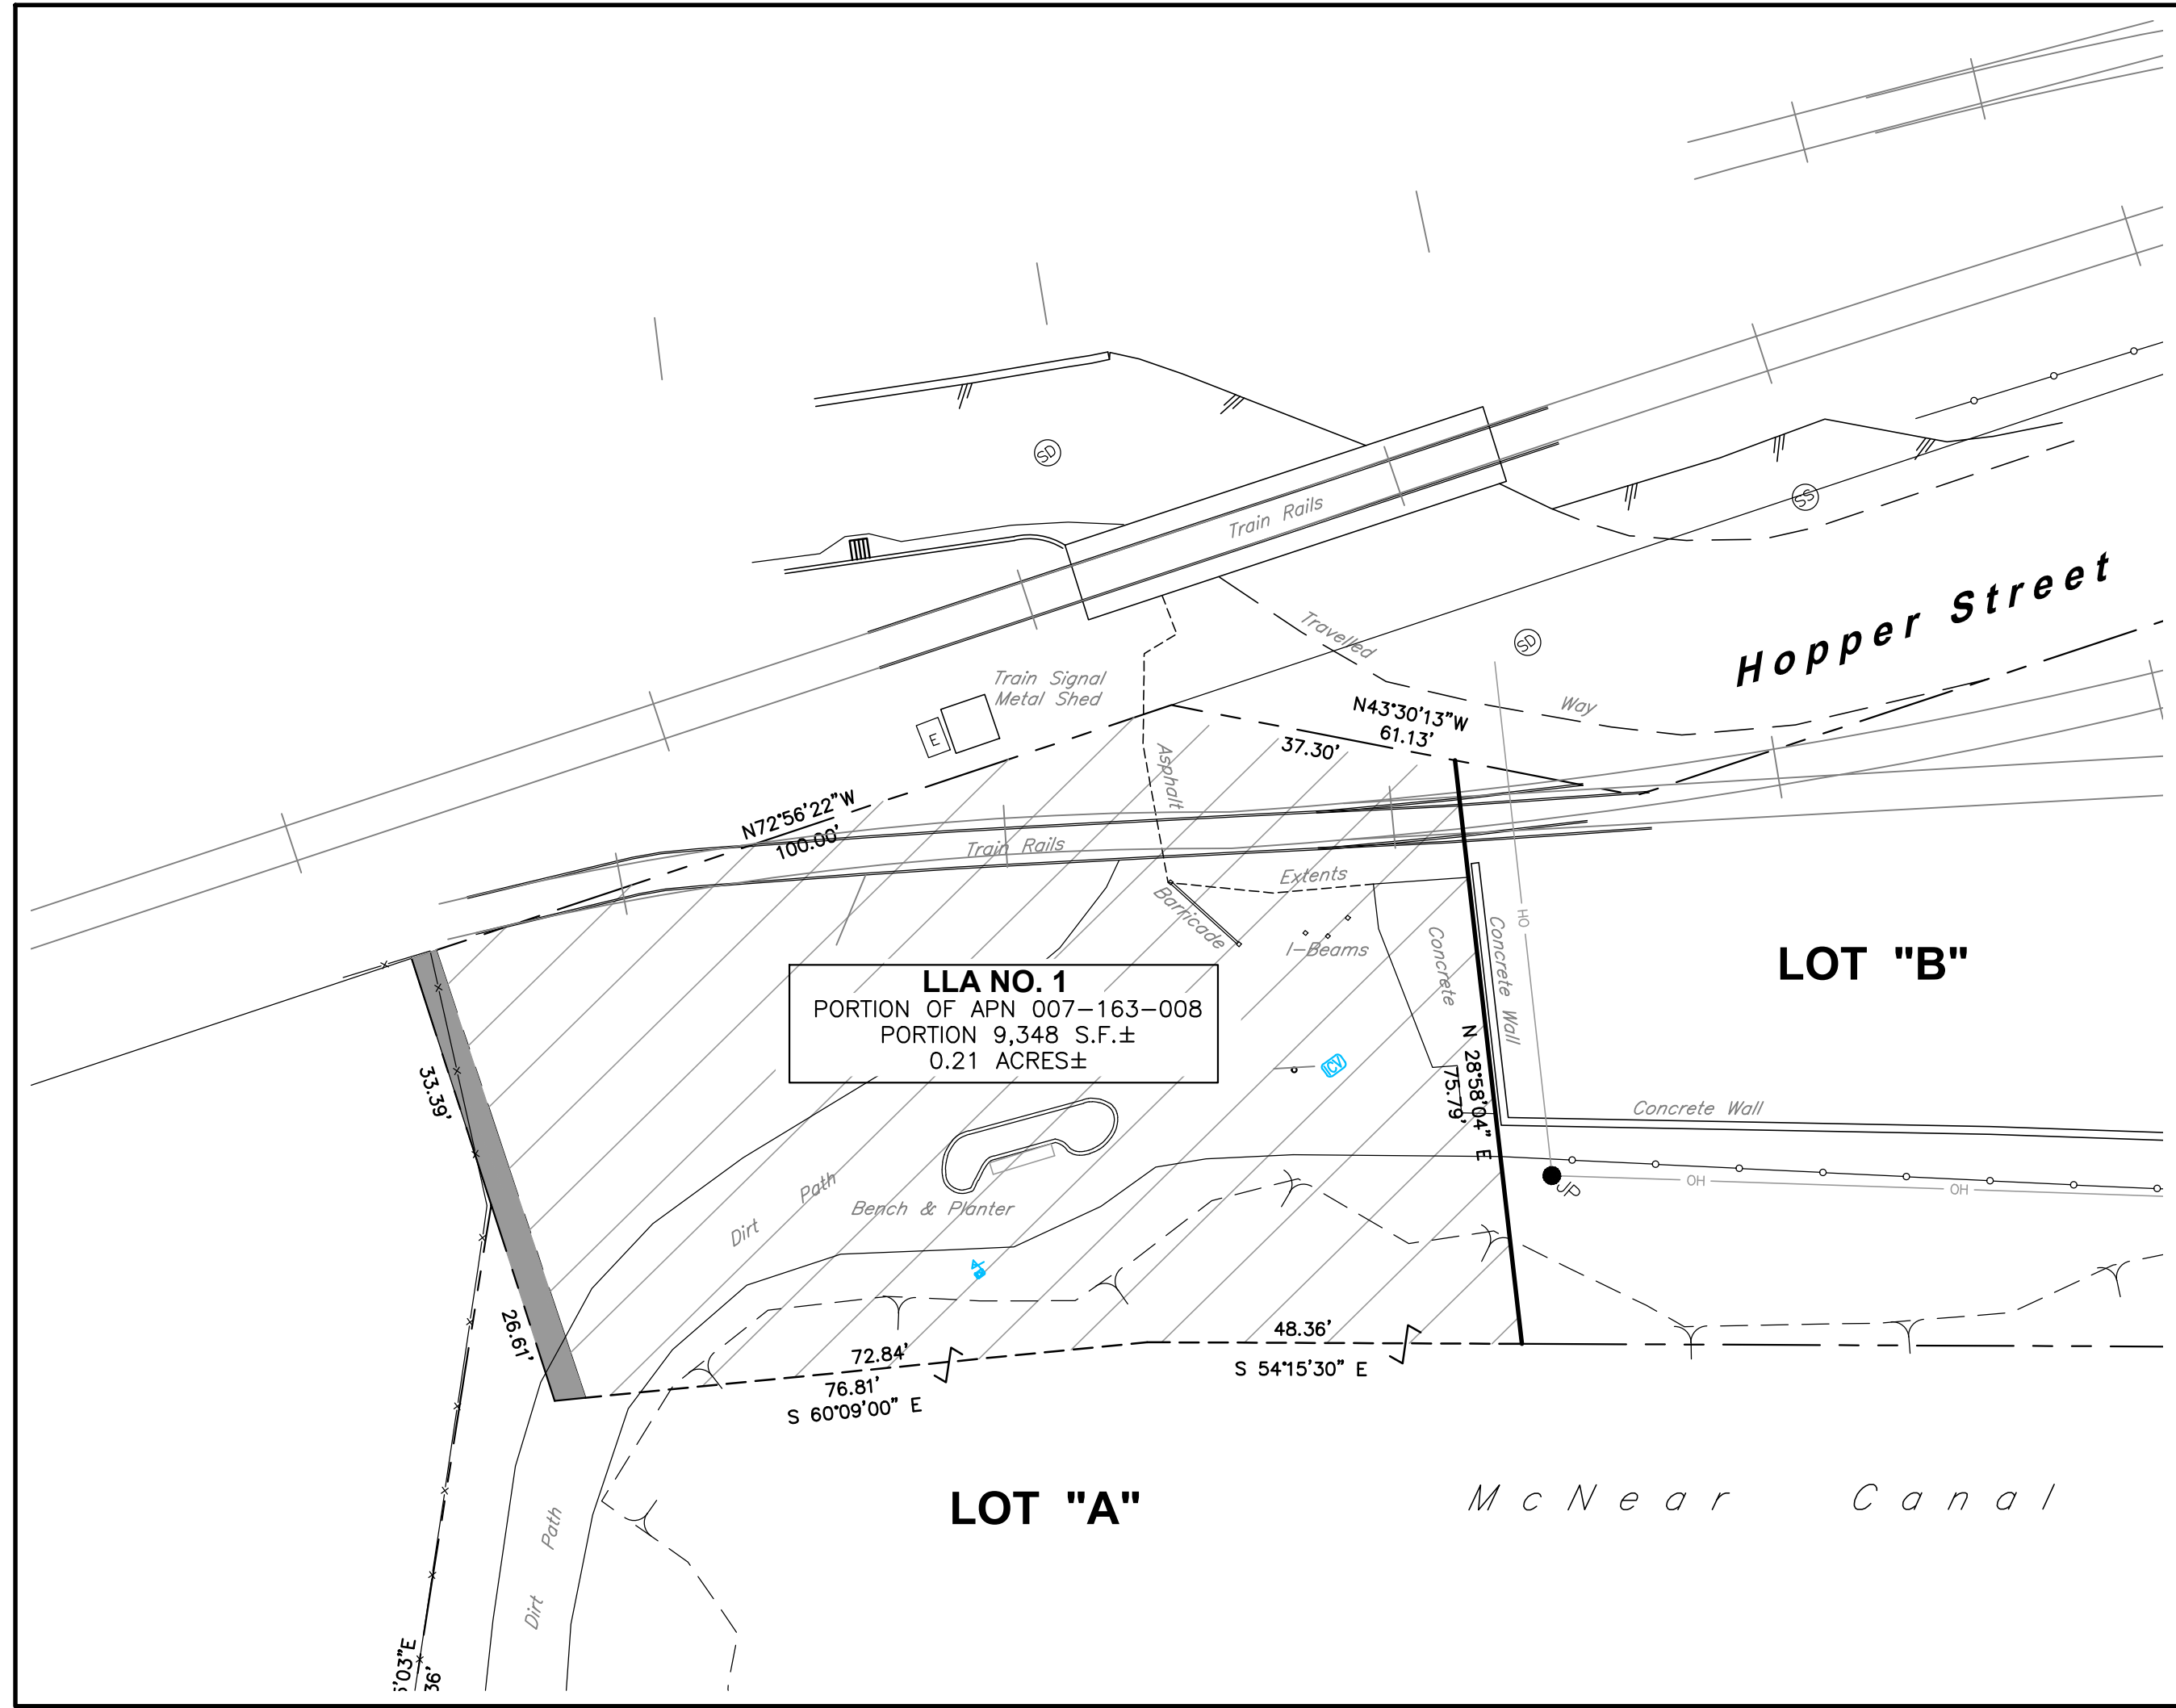 SD
Train Rails
SS
Hopper Street
Travelled
SD
Way
Train Signal
Metal Shed
E
N43°30'13"W
61.13'
37.30'
Asphalt
N72°56'22"W
100.00'
Train Rails
Extents
Barricade
I-Beams
Concrete
Concrete Wall
OH
LOT "B"
LLA NO. 1
PORTION OF APN 007-163-008
PORTION 9,348 S.F.±
0.21 ACRES±
33.39'
ICV
N 28°58'04" E
75.79'
Concrete Wall
UP
OH
OH
Dirt Path
Bench & Planter
26.61'
72.84'
76.81'
S 60°09'00" E
48.36'
S 54°15'30" E
LOT "A"
McNear Canal
Dirt Path
'03"E
36'